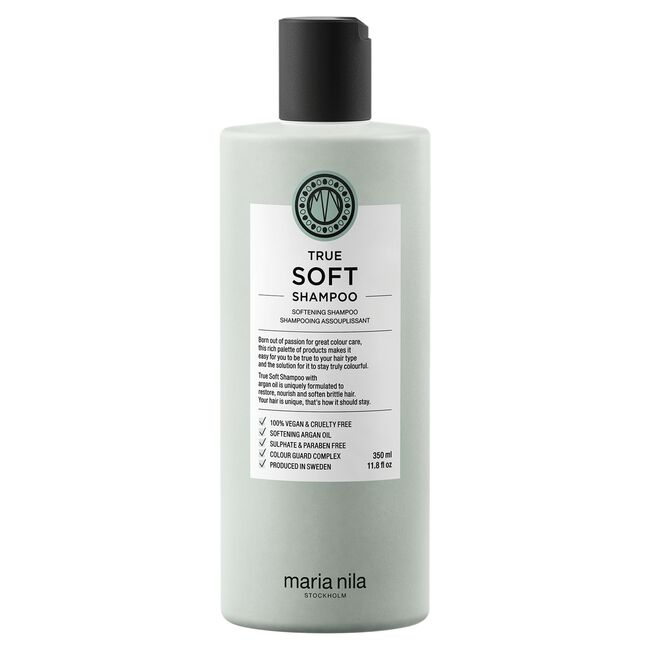 MN
TRUE
SOFT
SHAMPOO
SOFTENING SHAMPOO
SHAMPOOING ASSOUPLISSANT
Born out of passion for great colour care,
this rich palette of products makes it
easy for you to be true to your hair type
and the solution for it to stay truly colourful.
True Soft Shampoo with
argan oil is uniquely formulated to
restore, nourish and soften brittle hair.
Your hair is unique, that's how it should stay.
100% VEGAN & CRUELTY FREE
SOFTENING ARGAN OIL
SULPHATE & PARABEN FREE
COLOUR GUARD COMPLEX 350 ml
PRODUCED IN SWEDEN 11.8 fl oz
maria nila
STOCKHOLM